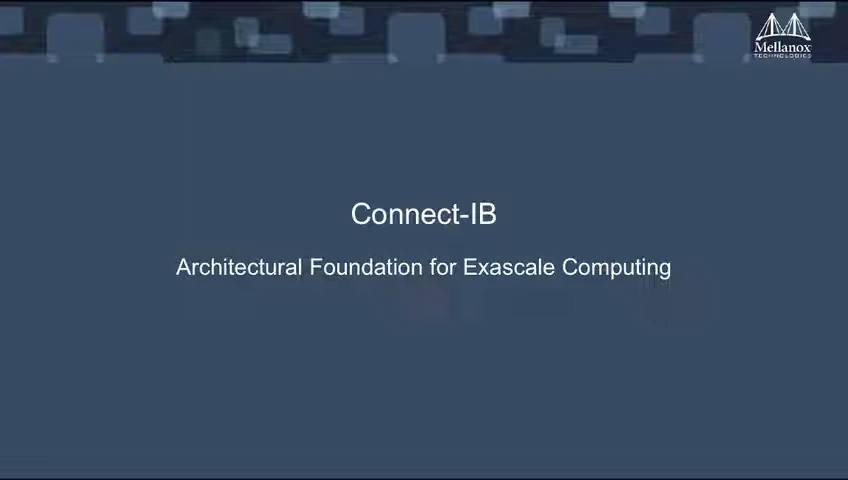 Mellanox
TECHNOLOGIES
Connect-IB
Architectural Foundation for Exascale Computing